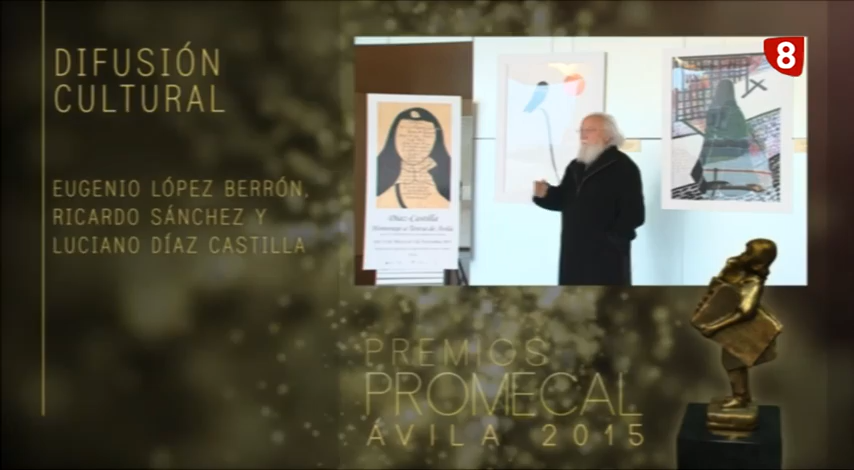 DIFUSIÓN
CULTURAL
EUGENIO LÓPEZ BERRÓN,
RICARDO SÁNCHEZ Y
LUCIANO DÍAZ CASTILLA
8
Díaz-Castilla
Homenaje a Teresa de Ávila
PREMIOS
PROMECAL
ÁVILA 2015